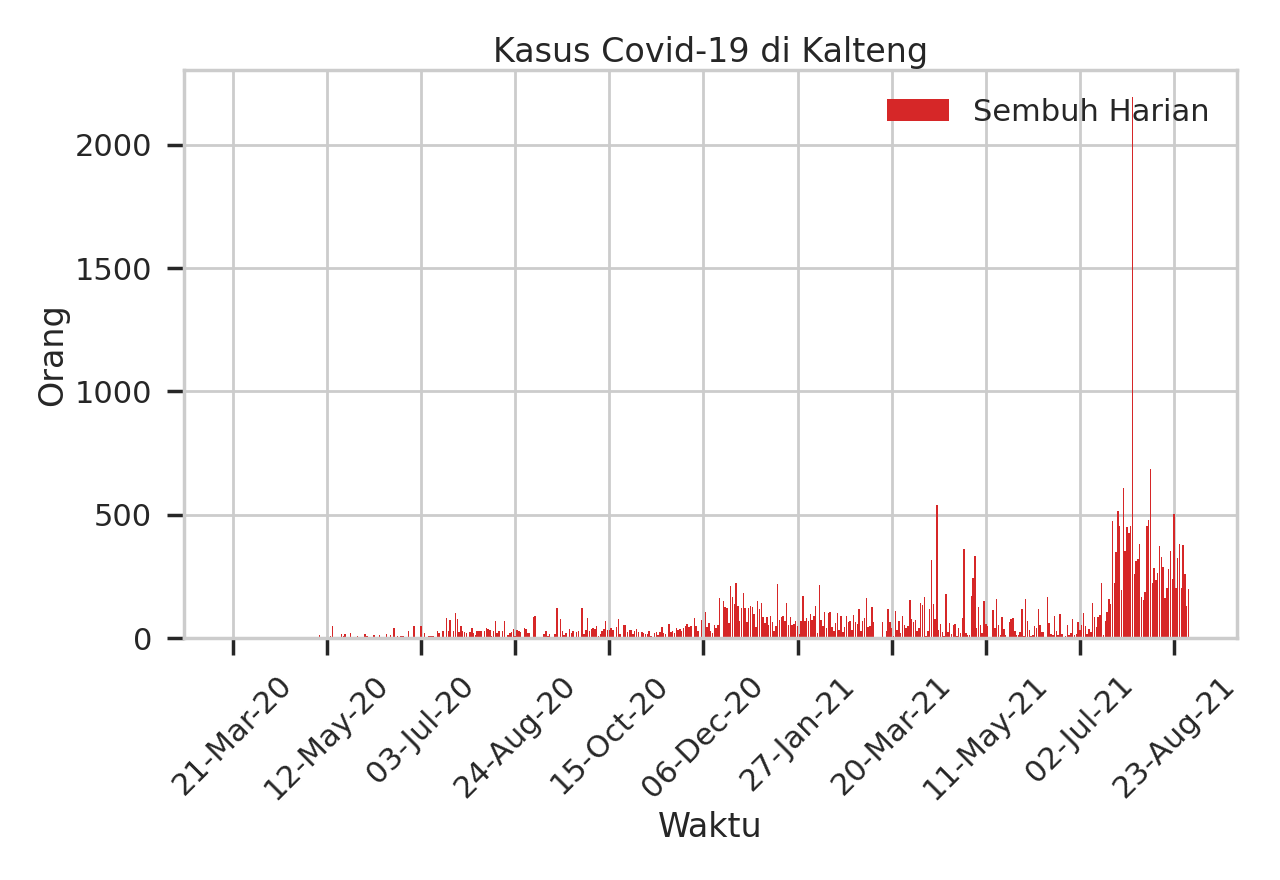 Kasus Covid-19 di Kalteng
Sembuh Harian
Orang
2000
1500
1000
500
0
21-Mar-20
12-May-20
03-Jul-20
24-Aug-20
15-Oct-20
06-Dec-20
27-Jan-21
20-Mar-21
11-May-21
02-Jul-21
23-Aug-21
Waktu